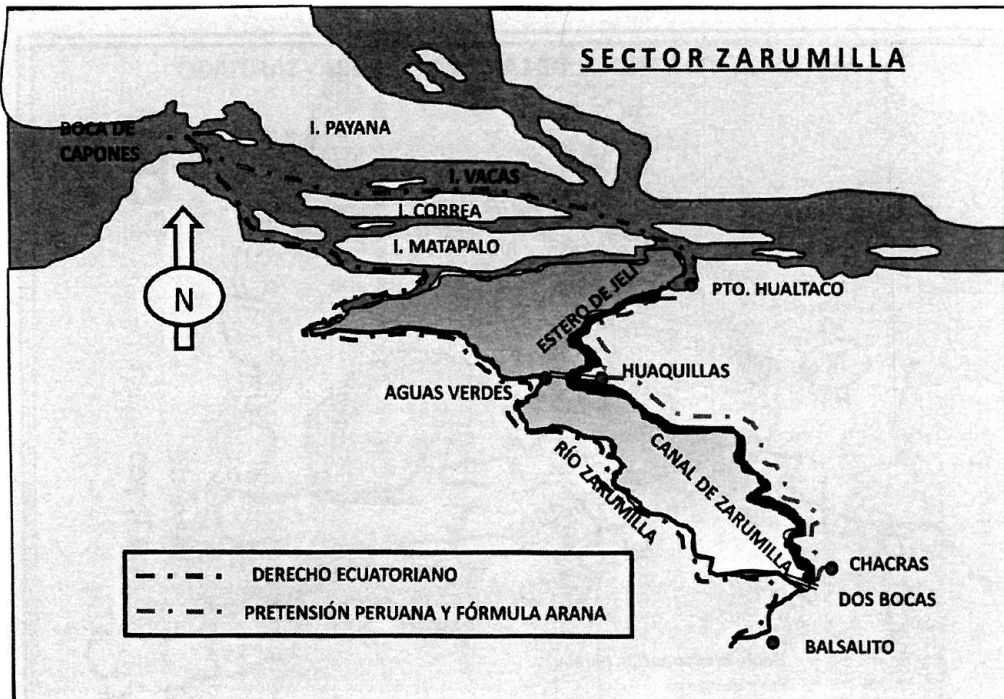 SECTOR ZARUMILLA
BOCA DE
CAPONES
I. PAYANA
I. VACAS
I. CORREA
I. MATAPALO
N
ESTERO DE JELI
PTO. HUALTACO
AGUAS VERDES
HUAQUILLAS
RÍO ZARUMILLA
CANAL DE ZARUMILLA
CHACRAS
DOS BOCAS
BALSALITO
DERECHO ECUATORIANO
PRETENSIÓN PERUANA Y FÓRMULA ARANA